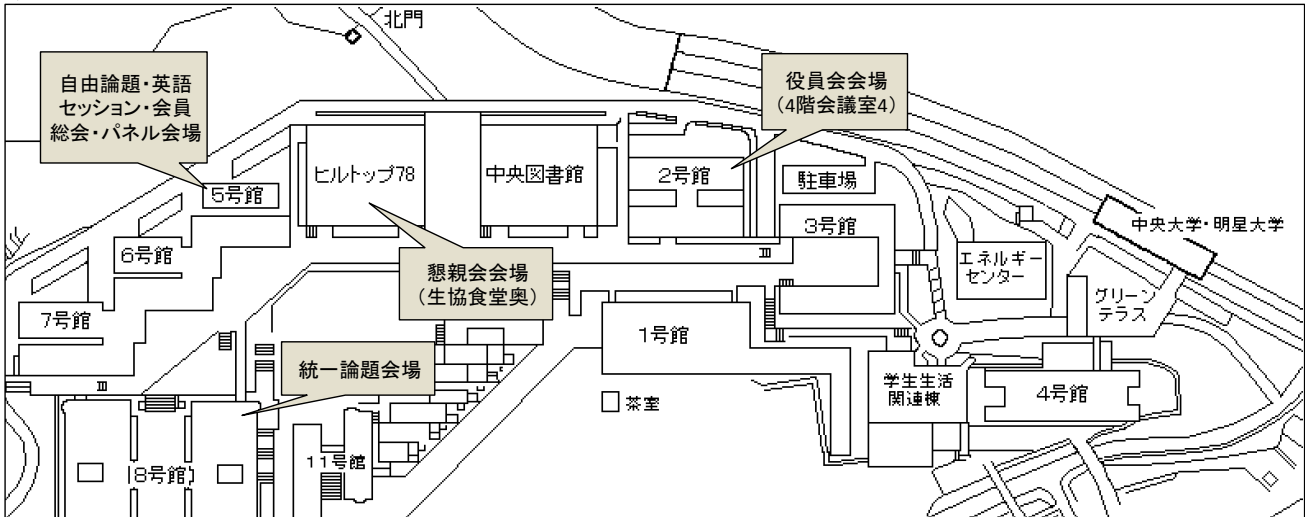 北門
自由論題・英語
セッション・会員
総会・パネル会場
役員会会場
（4階会議室4）
ヒルトップ78
中央図書館
2号館
駐車場
5号館
3号館
中央大学・明星大学
6号館
エネルギー
センター
懇親会会場
（生協食堂奥）
グリーン
テラス
7号館
1号館
統一論題会場
学生生活
関連棟
4号館
茶室
11号館
8号館